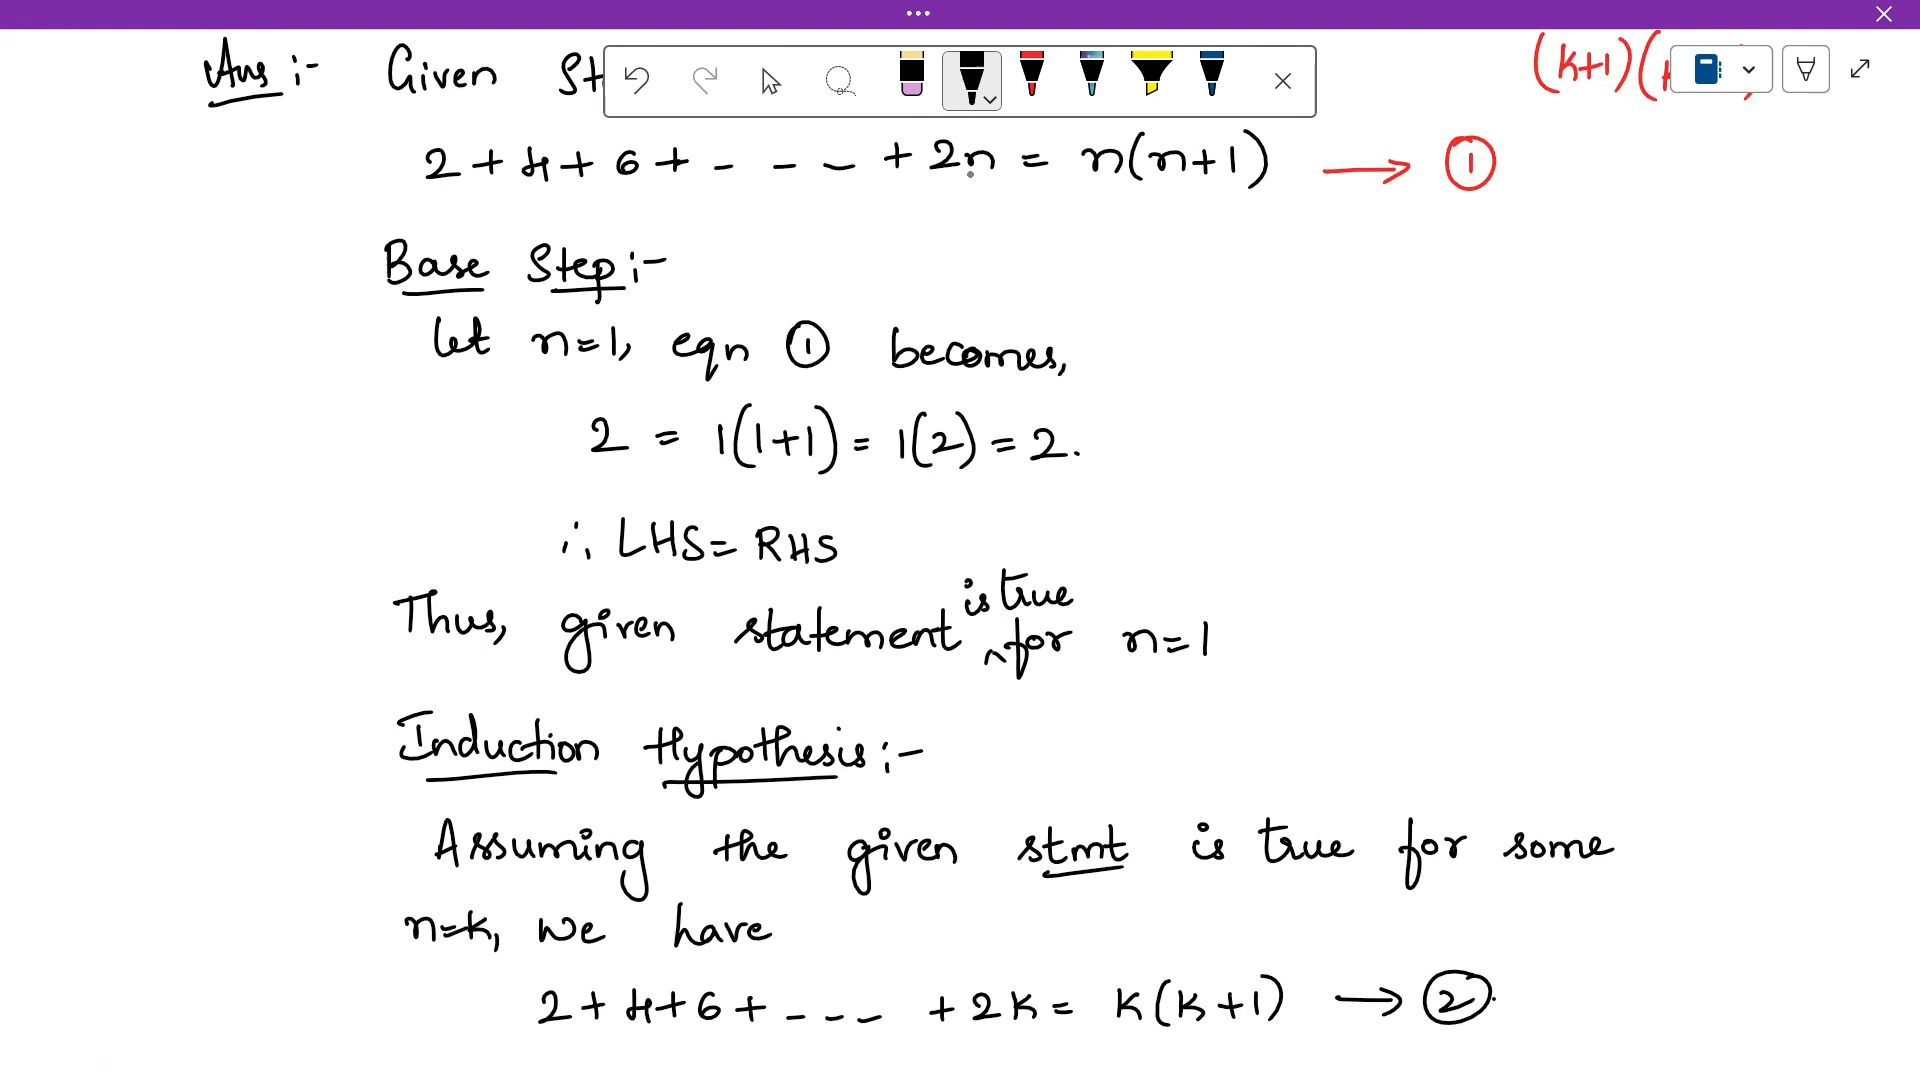 Ans :- Given St
(k+1)(
2 + 4 + 6 + - - - + 2n = n(n+1) → ①
Base Step :-
let n=1, eqn ① becomes,
2 = 1(1+1) = 1(2) = 2.
∴ LHS = RHS
is true
Thus, given statement ^ for n=1
Induction Hypothesis :-
Assuming the given stmt is true for some
n=k, we have
2 + 4 + 6 + - - - + 2k = k(k+1) → ②.